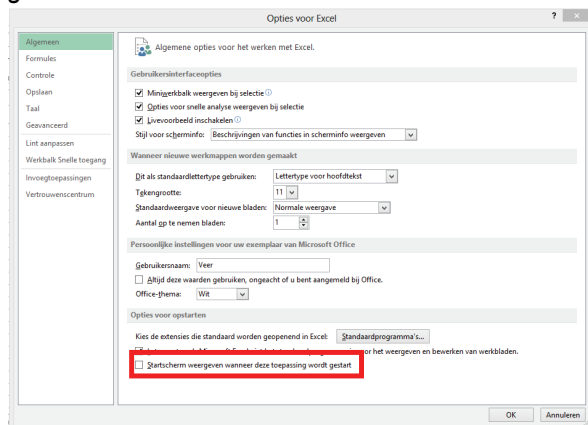 Opties voor Excel
?
Algemeen
Formules
Controle
Opslaan
Taal
Geavanceerd
Lint aanpassen
Werkbalk Snelle toegang
Invoegtoepassingen
Vertrouwenscentrum
Algemene opties voor het werken met Excel.
Gebruikersinterfaceopties
Miniwerkbalk weergeven bij selectie
Opties voor snelle analyse weergeven bij selectie
Livevoorbeeld inschakelen
Stijl voor scherminfo: Beschrijvingen van functies in scherminfo weergeven
Wanneer nieuwe werkmappen worden gemaakt
Dit als standaardlettertype gebruiken: Lettertype voor hoofdtekst
Tekengrootte: 11
Standaardweergave voor nieuwe bladen: Normale weergave
Aantal op te nemen bladen: 1
Persoonlijke instellingen voor uw exemplaar van Microsoft Office
Gebruikersnaam: Veer
Altijd deze waarden gebruiken, ongeacht of u bent aangemeld bij Office.
Office-thema: Wit
Opties voor opstarten
Kies de extensies die standaard worden geopend in Excel: Standaardprogramma's...
voor het weergeven en bewerken van werkbladen.
Startscherm weergeven wanneer deze toepassing wordt gestart
OK Annuleren